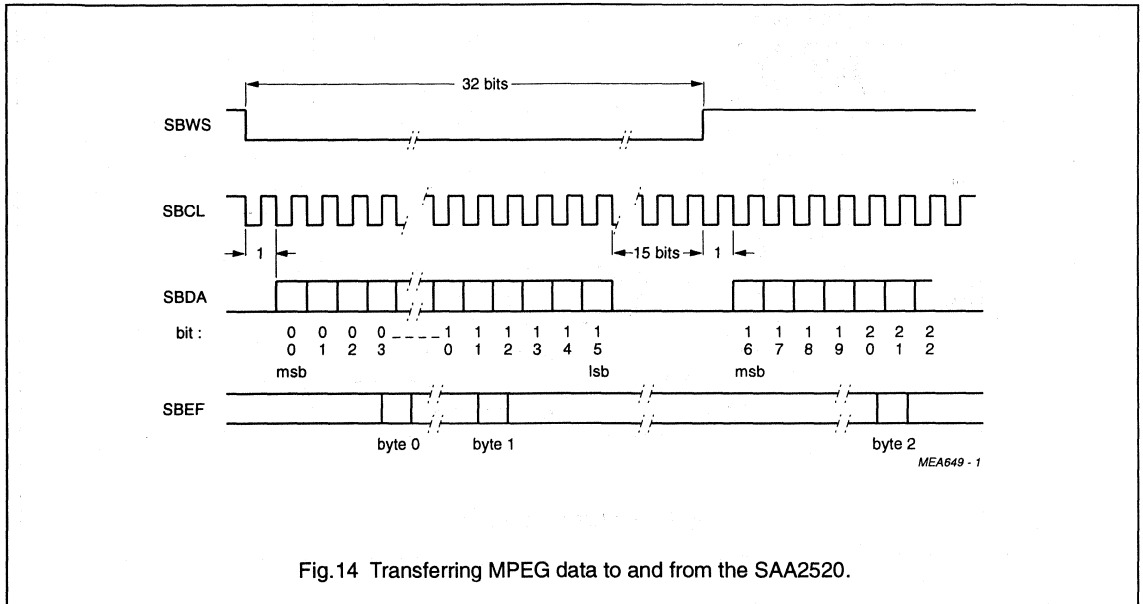 32 bits
SBWS
SBCL
1
15 bits
1
SBDA
bit :
0 0 0 0 1 1 1 1 1 1 1 1 1 1 2 2 2
0 1 2 3 0 1 2 3 4 5 6 7 8 9 0 1 2
msb lsb msb
SBEF
byte 0 byte 1 byte 2
MEA649 - 1
Fig.14 Transferring MPEG data to and from the SAA2520.